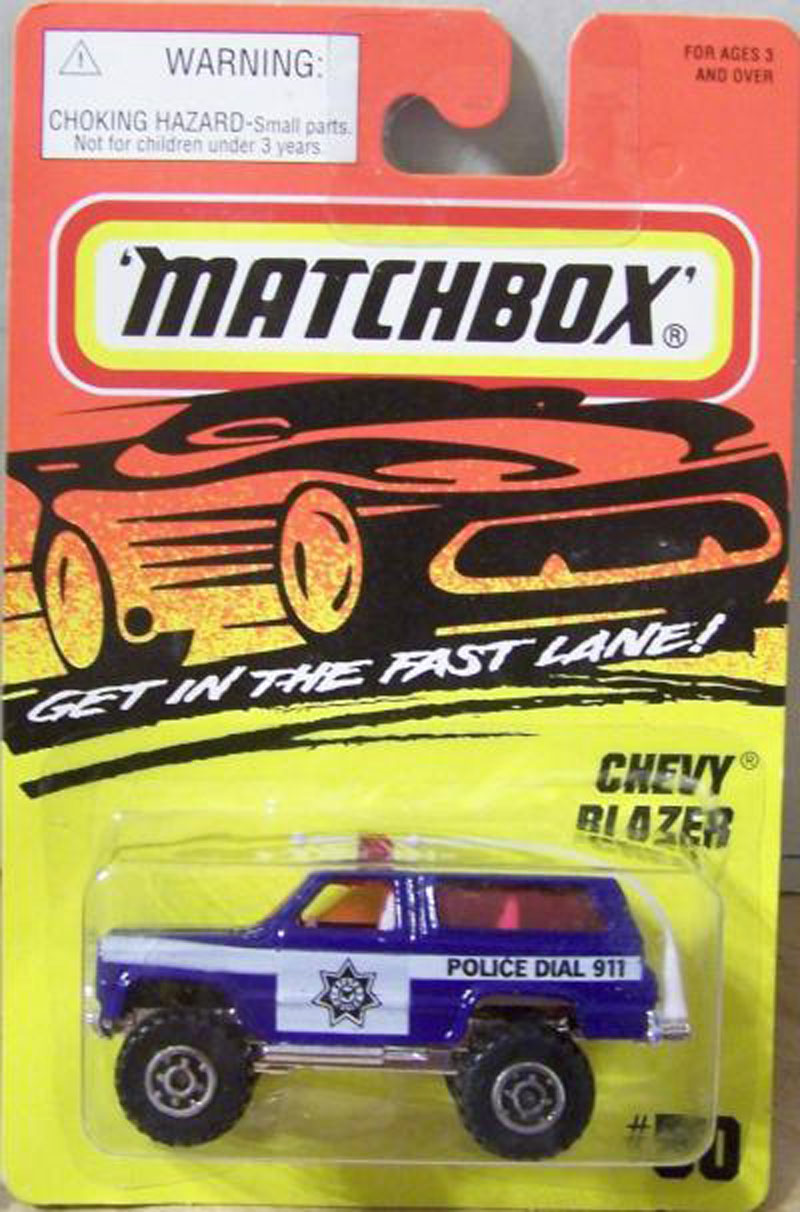 WARNING:
CHOKING HAZARD-Small parts.
Not for children under 3 years
FOR AGES 3
AND OVER
'MATCHBOX'®
GET IN THE FAST LANE!
CHEVY®
BLAZER
POLICE DIAL 911
#50